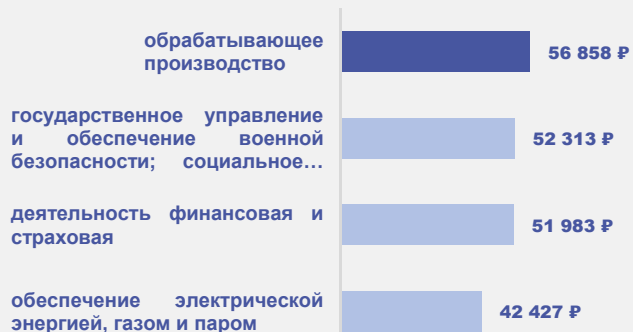 обрабатывающее
производство
56 858 ₽
государственное управление
и обеспечение военной
безопасности; социальное…
52 313 ₽
деятельность финансовая и
страховая
51 983 ₽
обеспечение электрической
энергией, газом и паром
42 427 ₽